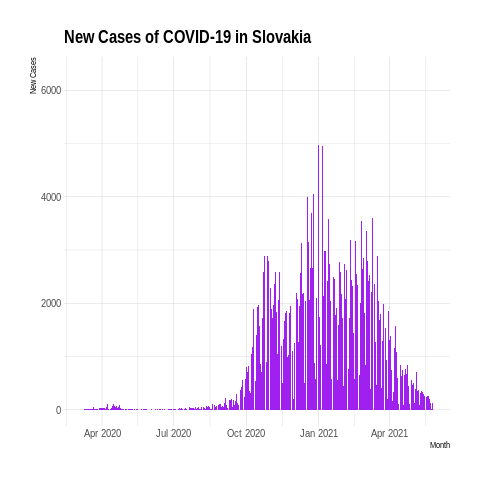 New Cases of COVID-19 in Slovakia
New Cases
6000
4000
2000
0
Apr 2020 Jul 2020 Oct 2020 Jan 2021 Apr 2021
Month